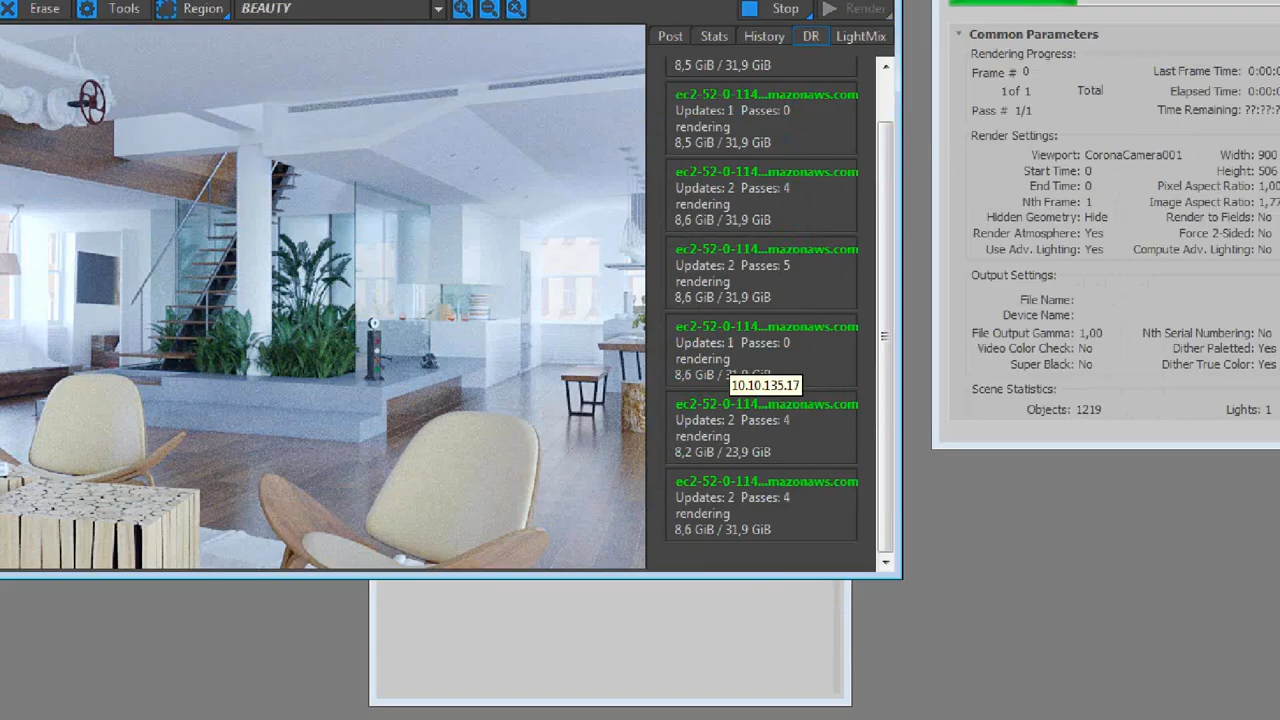 Erase Tools Region BEAUTY Stop Render
Post Stats History DR LightMix
8,5 GiB / 31,9 GiB
ec2-52-0-114...mazonaws.com
Updates: 1 Passes: 0
rendering
8,5 GiB / 31,9 GiB
ec2-52-0-114...mazonaws.com
Updates: 2 Passes: 4
rendering
8,6 GiB / 31,9 GiB
ec2-52-0-114...mazonaws.com
Updates: 2 Passes: 5
rendering
8,6 GiB / 31,9 GiB
ec2-52-0-114...mazonaws.com
Updates: 1 Passes: 0
rendering
8,6 GiB / 31,9 GiB
10.10.135.17
ec2-52-0-114...mazonaws.com
Updates: 2 Passes: 4
rendering
8,2 GiB / 23,9 GiB
ec2-52-0-114...mazonaws.com
Updates: 2 Passes: 4
rendering
8,6 GiB / 31,9 GiB
Common Parameters
Rendering Progress:
Frame # 0 Last Frame Time: 0:00:0
1 of 1 Total Elapsed Time: 0:00:0
Pass # 1/1 Time Remaining: ??:??:
Render Settings:
Viewport: CoronaCamera001 Width: 900
Start Time: 0 Height: 506
End Time: 0 Pixel Aspect Ratio: 1,00
Nth Frame: 1 Image Aspect Ratio: 1,77
Hidden Geometry: Hide Render to Fields: No
Render Atmosphere: Yes Force 2-Sided: No
Use Adv. Lighting: Yes Compute Adv. Lighting: No
Output Settings:
File Name:
Device Name:
File Output Gamma: 1,00 Nth Serial Numbering: No
Video Color Check: No Dither Paletted: Yes
Super Black: No Dither True Color: Yes
Scene Statistics:
Objects: 1219 Lights: 1